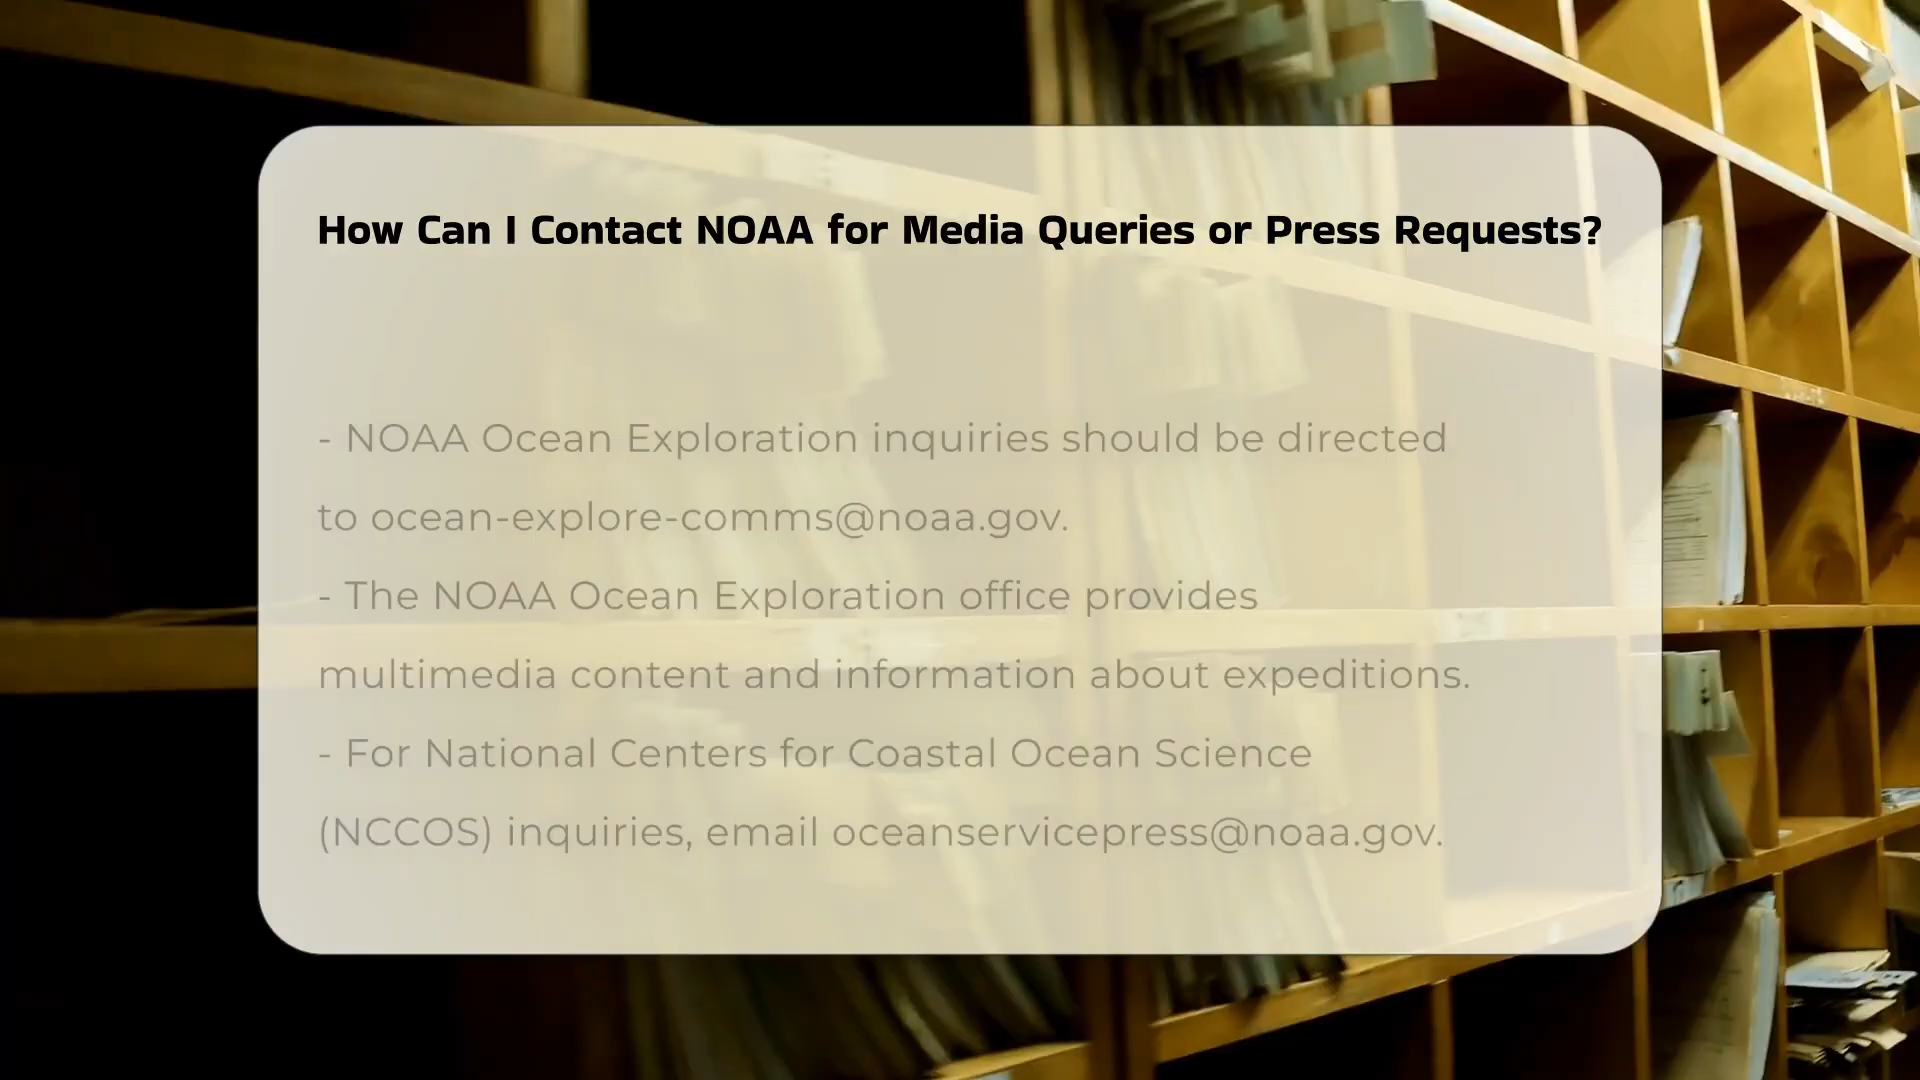 How Can I Contact NOAA for Media Queries or Press Requests?
- NOAA Ocean Exploration inquiries should be directed
to ocean-explore-comms@noaa.gov.
- The NOAA Ocean Exploration office provides
multimedia content and information about expeditions.
- For National Centers for Coastal Ocean Science
(NCCOS) inquiries, email oceanservicepress@noaa.gov.